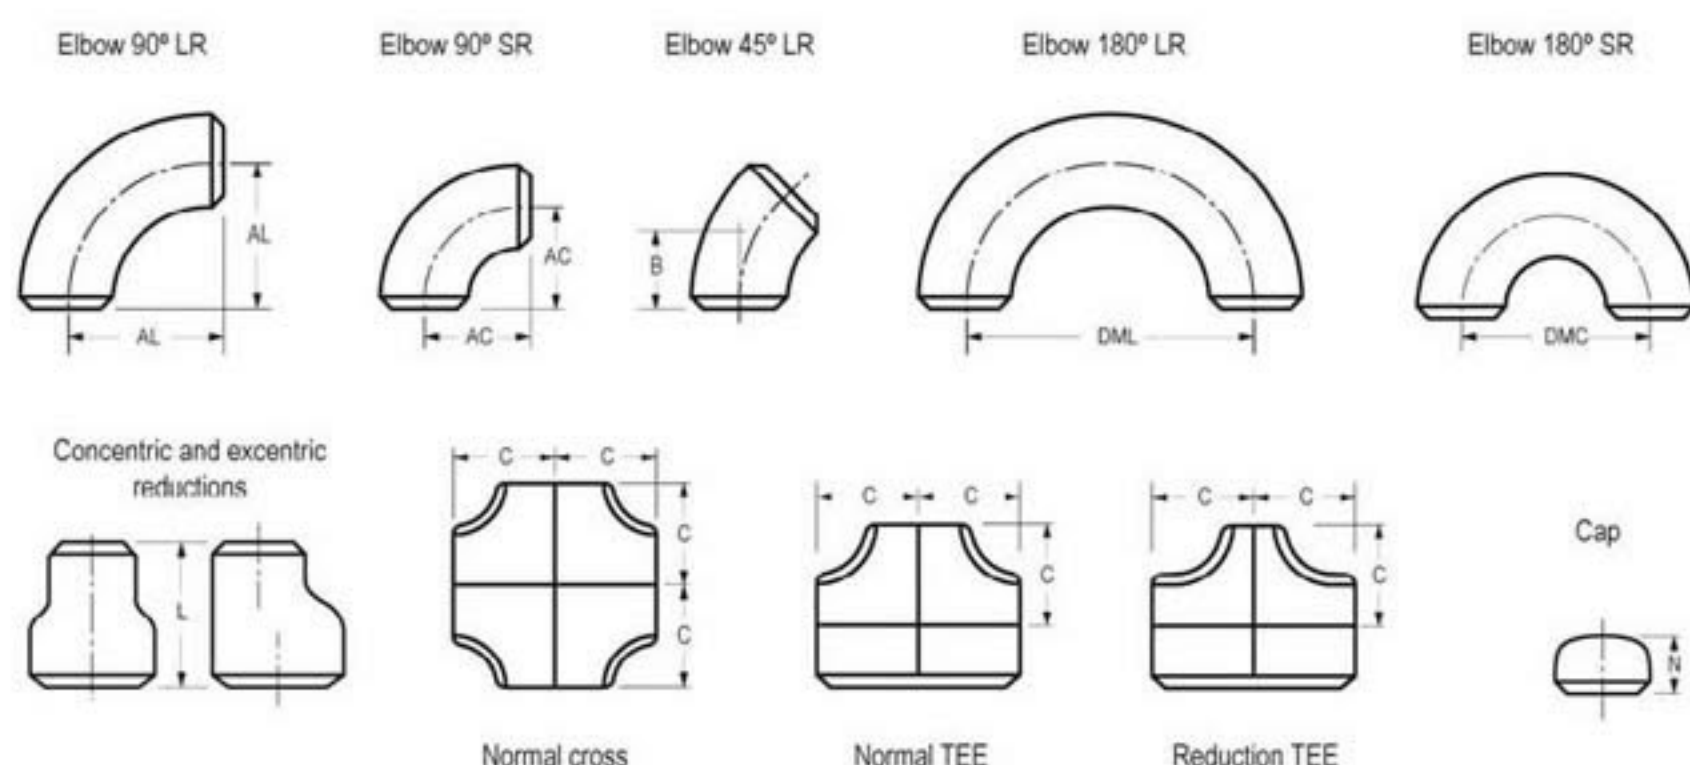 Elbow 90º LR
Elbow 90º SR
Elbow 45º LR
Elbow 180º LR
Elbow 180º SR
AL
AL
AC
AC
B
DML
DMC
Concentric and excentric
reductions
C C
C
C
Normal cross
C C
C
Normal TEE
C C
C
Reduction TEE
Cap
N